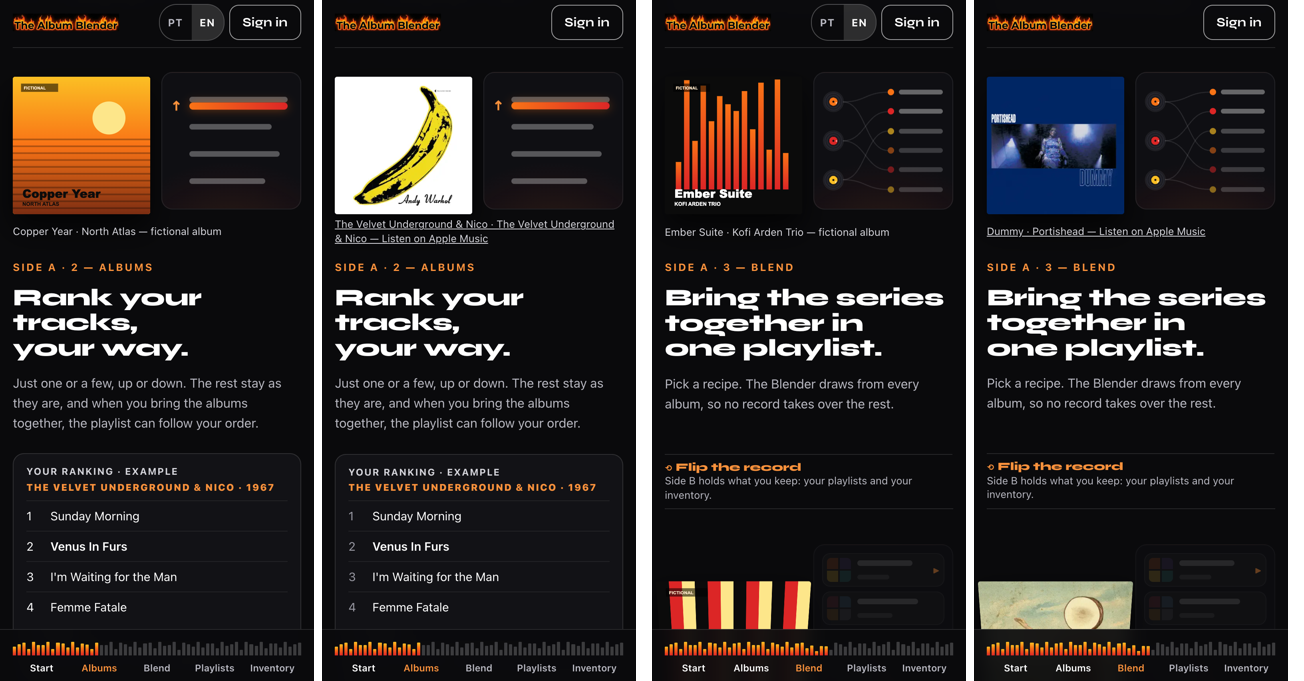 The Album Blender
PT EN
Sign in
FICTIONAL
Copper Year
NORTH ATLAS
Copper Year · North Atlas — fictional album
SIDE A · 2 — ALBUMS
Rank your
tracks,
your way.
Just one or a few, up or down. The rest stay as
they are, and when you bring the albums
together, the playlist can follow your order.
YOUR RANKING · EXAMPLE
THE VELVET UNDERGROUND & NICO · 1967
1 Sunday Morning
2 Venus In Furs
3 I'm Waiting for the Man
4 Femme Fatale
Start Albums Blend Playlists Inventory
The Album Blender
Sign in
Andy Warhol
The Velvet Underground & Nico · The Velvet Underground
& Nico — Listen on Apple Music
SIDE A · 2 — ALBUMS
Rank your
tracks,
your way.
Just one or a few, up or down. The rest stay as
they are, and when you bring the albums
together, the playlist can follow your order.
YOUR RANKING · EXAMPLE
THE VELVET UNDERGROUND & NICO · 1967
1 Sunday Morning
2 Venus In Furs
3 I'm Waiting for the Man
4 Femme Fatale
Start Albums Blend Playlists Inventory
The Album Blender
PT EN
Sign in
FICTIONAL
Ember Suite
KOFI ARDEN TRIO
Ember Suite · Kofi Arden Trio — fictional album
SIDE A · 3 — BLEND
Bring the series
together in
one playlist.
Pick a recipe. The Blender draws from every
album, so no record takes over the rest.
Flip the record
Side B holds what you keep: your playlists and your
inventory.
FICTIONAL
Start Albums Blend Playlists Inventory
The Album Blender
Sign in
PORTISHEAD
DUMMY
Dummy · Portishead — Listen on Apple Music
SIDE A · 3 — BLEND
Bring the series
together in
one playlist.
Pick a recipe. The Blender draws from every
album, so no record takes over the rest.
Flip the record
Side B holds what you keep: your playlists and your
inventory.
Start Albums Blend Playlists Inventory